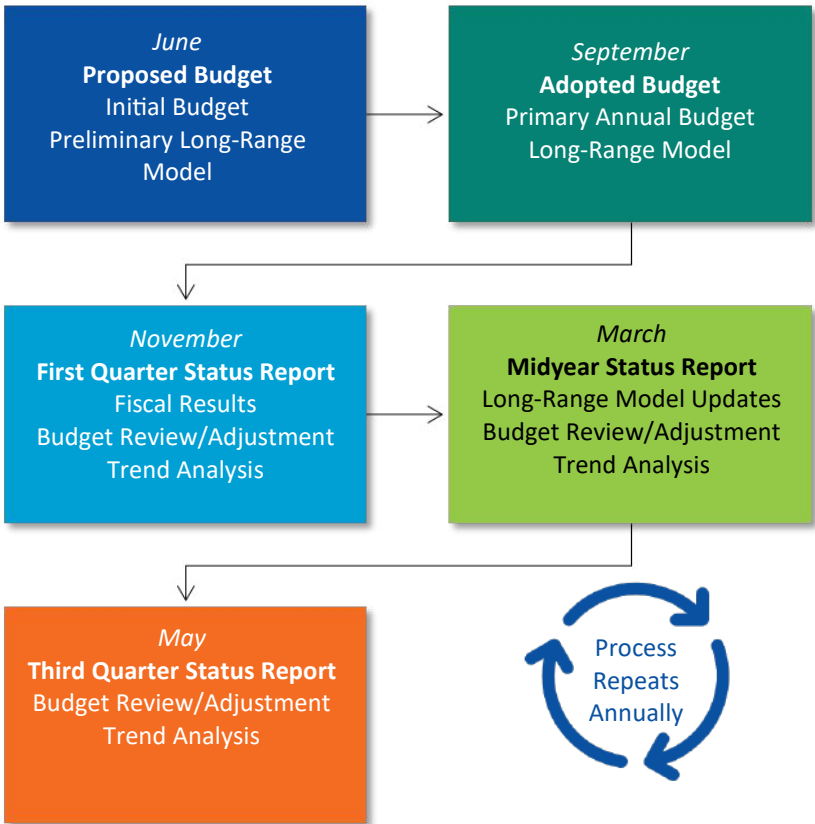 June
Proposed Budget
Initial Budget
Preliminary Long-Range
Model
September
Adopted Budget
Primary Annual Budget
Long-Range Model
November
First Quarter Status Report
Fiscal Results
Budget Review/Adjustment
Trend Analysis
March
Midyear Status Report
Long-Range Model Updates
Budget Review/Adjustment
Trend Analysis
May
Third Quarter Status Report
Budget Review/Adjustment
Trend Analysis
Process
Repeats
Annually